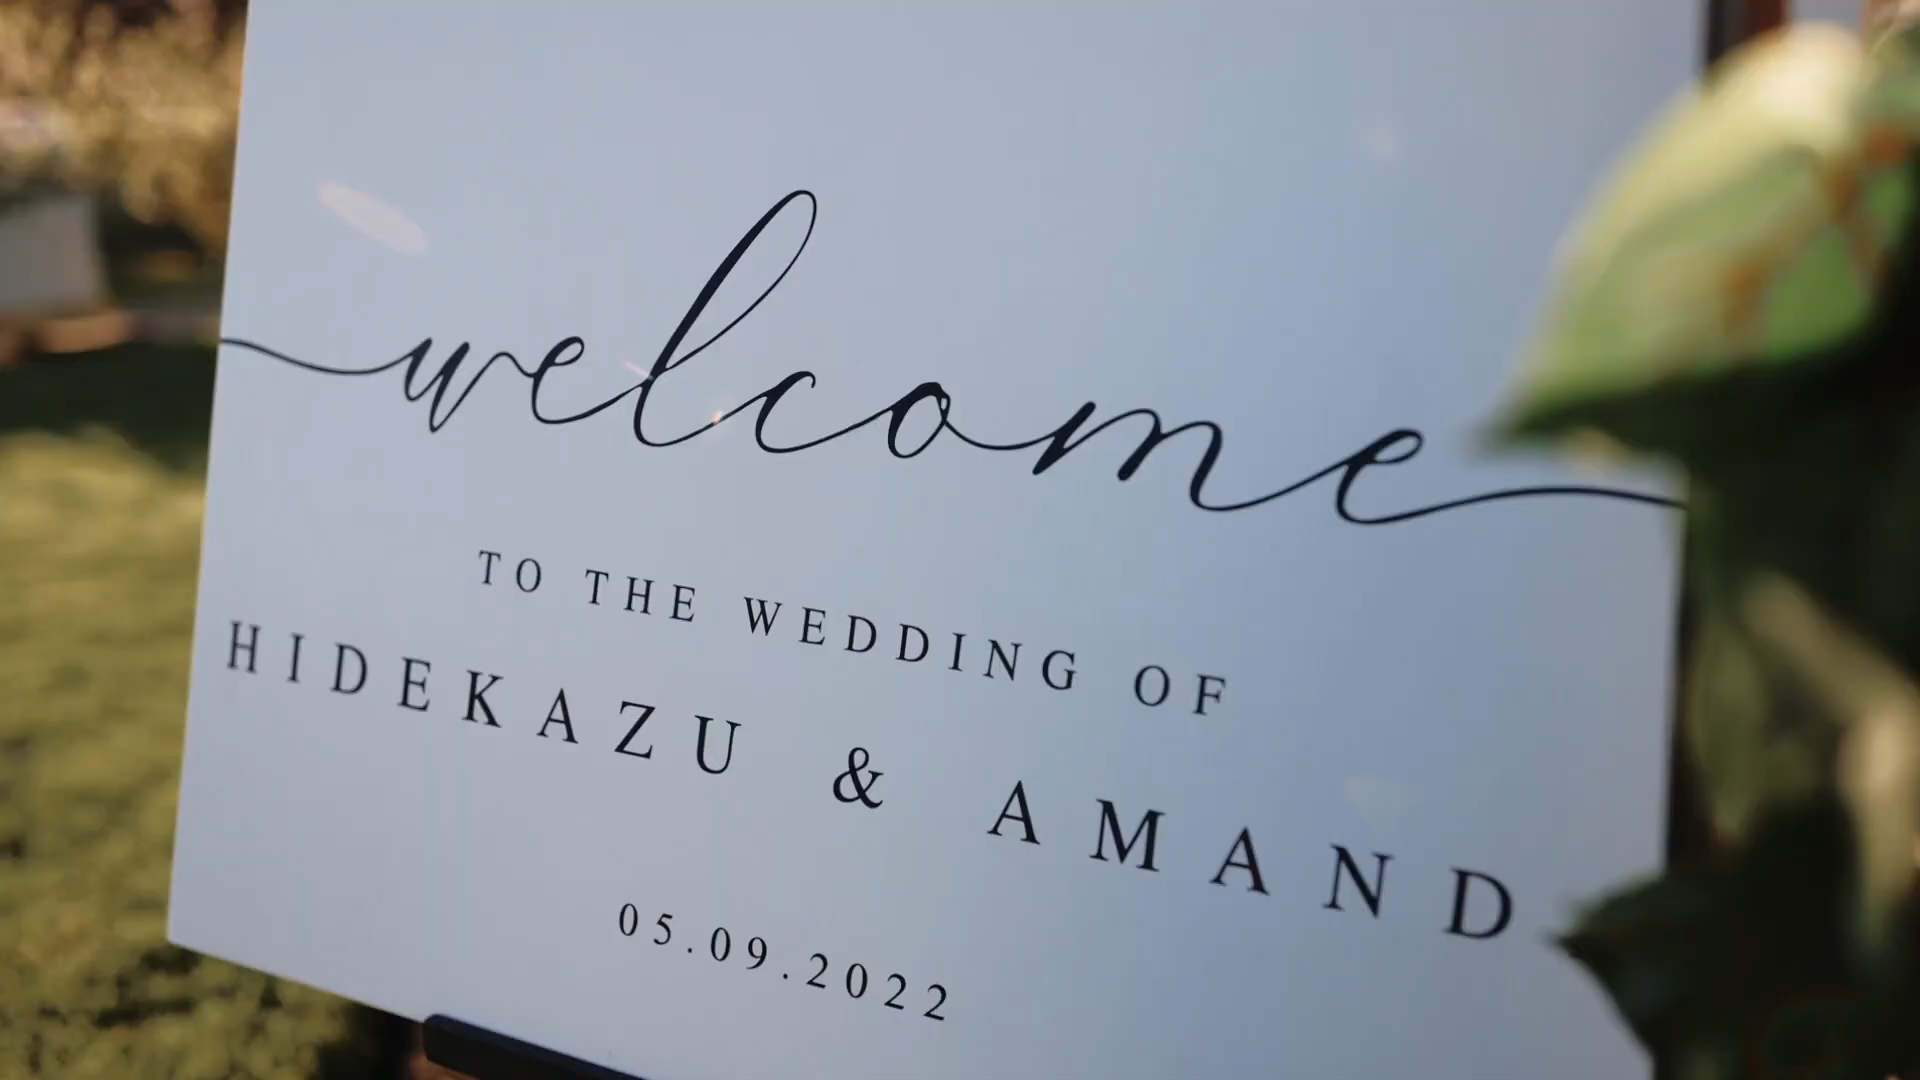 welcome
TO THE WEDDING OF
HIDEKAZU & AMAND
05.09.2022